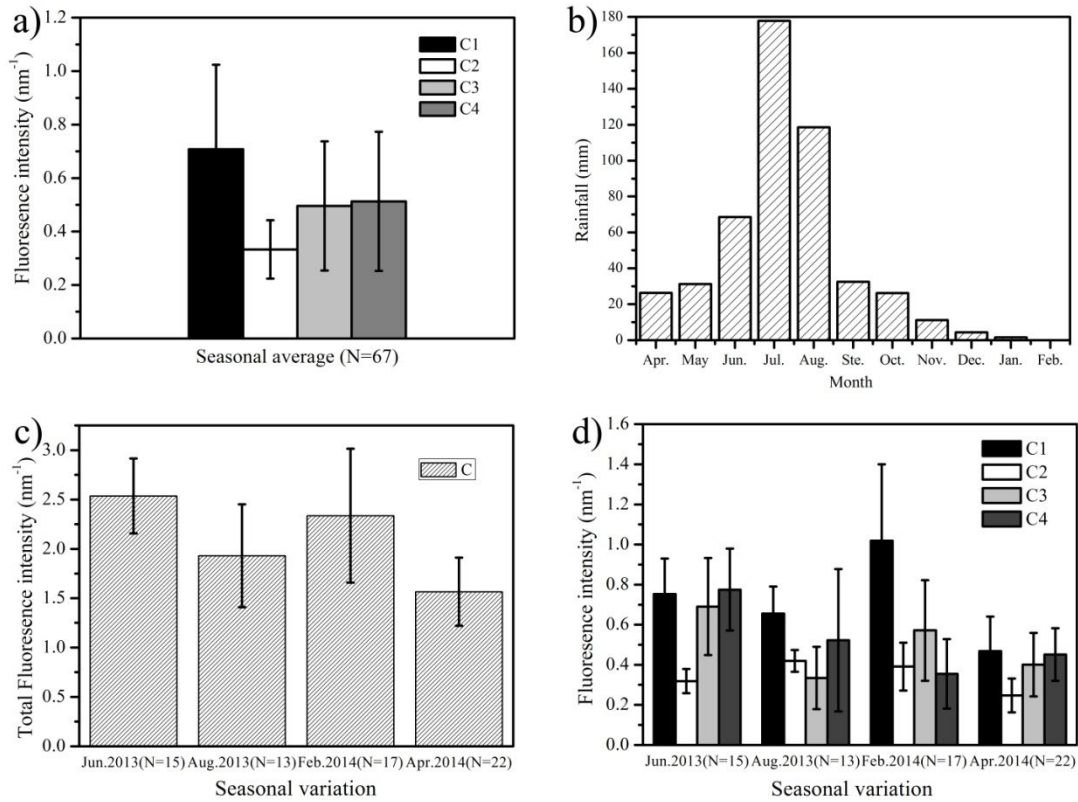 a)
Fluoresence intensity (nm⁻¹)
1.2
1.0
0.8
0.6
0.4
0.2
0.0
C1
C2
C3
C4
Seasonal average (N=67)
b)
Rainfall (mm)
180
160
140
120
100
80
60
40
20
0
Apr. May Jun. Jul. Aug. Ste. Oct. Nov. Dec. Jan. Feb.
Month
c)
Total Fluoresence intensity (nm⁻¹)
3.0
2.5
2.0
1.5
1.0
0.5
0.0
C
Jun.2013(N=15) Aug.2013(N=13) Feb.2014(N=17) Apr.2014(N=22)
Seasonal variation
d)
Fluoresence intensity (nm⁻¹)
1.6
1.4
1.2
1.0
0.8
0.6
0.4
0.2
0.0
C1
C2
C3
C4
Jun.2013(N=15) Aug.2013(N=13) Feb.2014(N=17) Apr.2014(N=22)
Seasonal variation